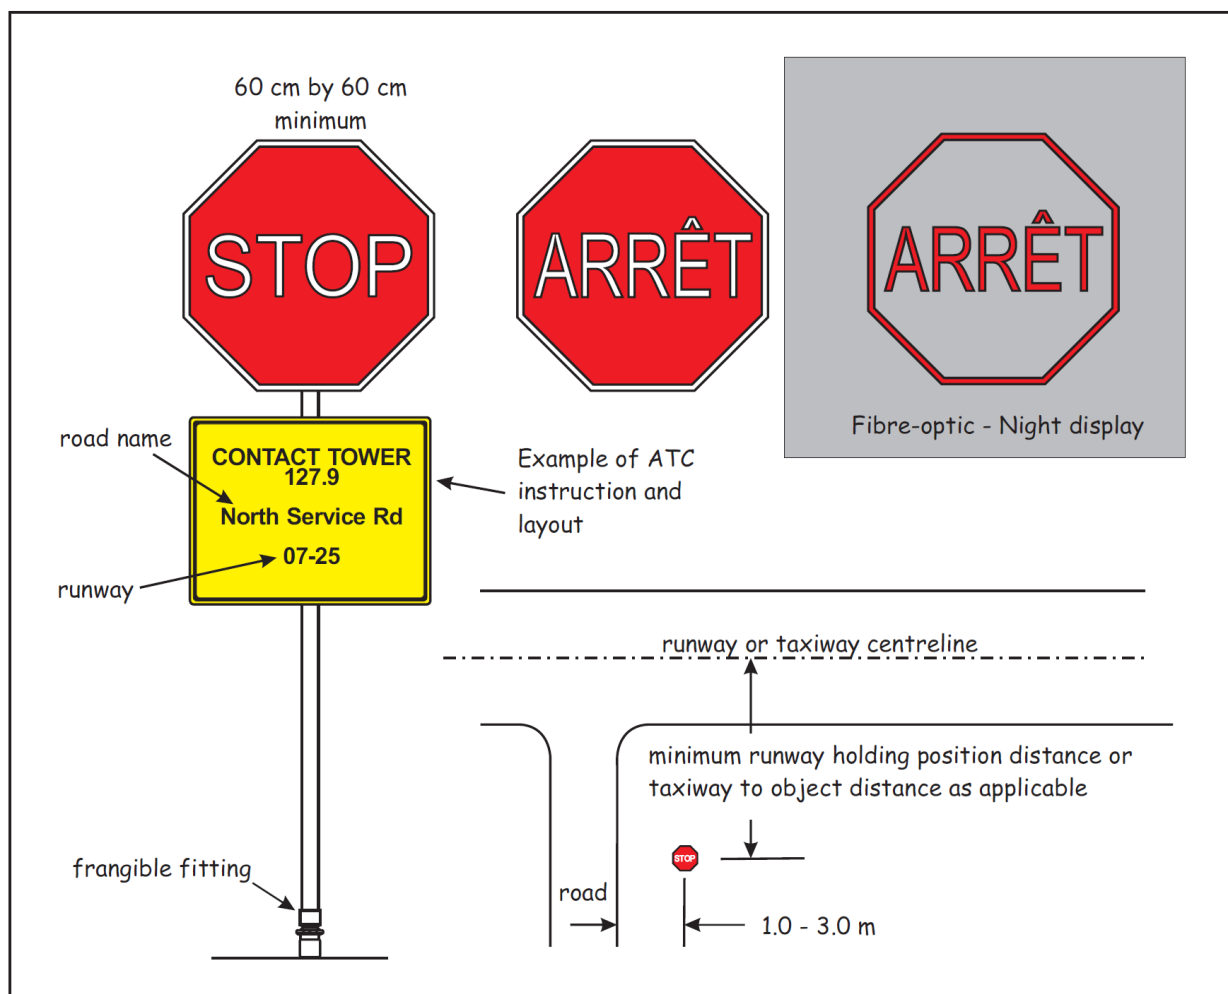 60 cm by 60 cm
minimum
STOP
ARRÊT
ARRÊT
Fibre-optic - Night display
road name
CONTACT TOWER
127.9
North Service Rd
07-25
runway
Example of ATC
instruction and
layout
runway or taxiway centreline
minimum runway holding position distance or
taxiway to object distance as applicable
STOP
road
1.0 - 3.0 m
frangible fitting